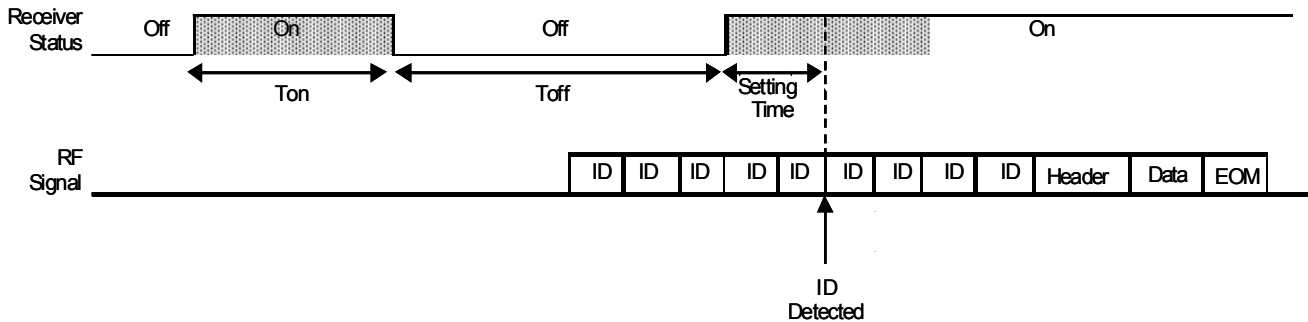 Receiver
Status
Off
On
Off
On
Ton
Toff
Setting
Time
RF
Signal
ID ID ID ID ID ID ID ID ID Header Data EOM
ID
Detected